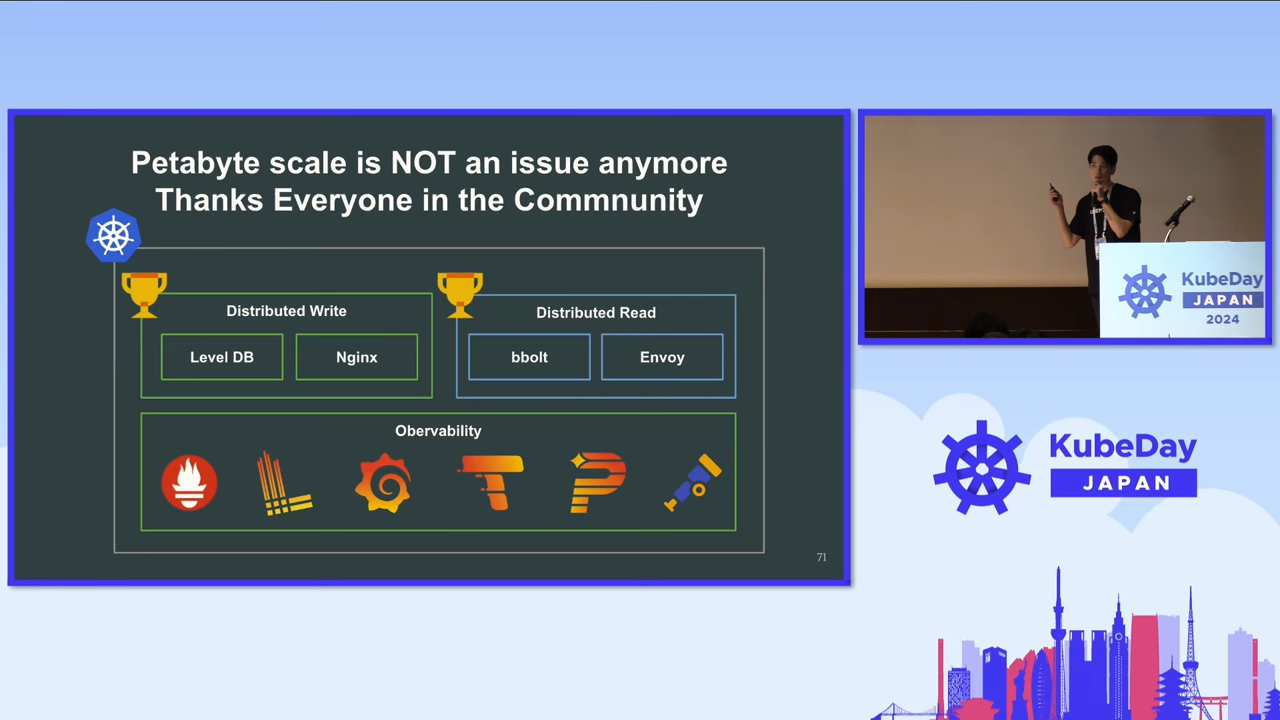 Petabyte scale is NOT an issue anymore
Thanks Everyone in the Commnunity
Distributed Write
Level DB
Nginx
Distributed Read
bbolt
Envoy
Obervability
71
KubeDay
JAPAN
2024
KubeDay
JAPAN